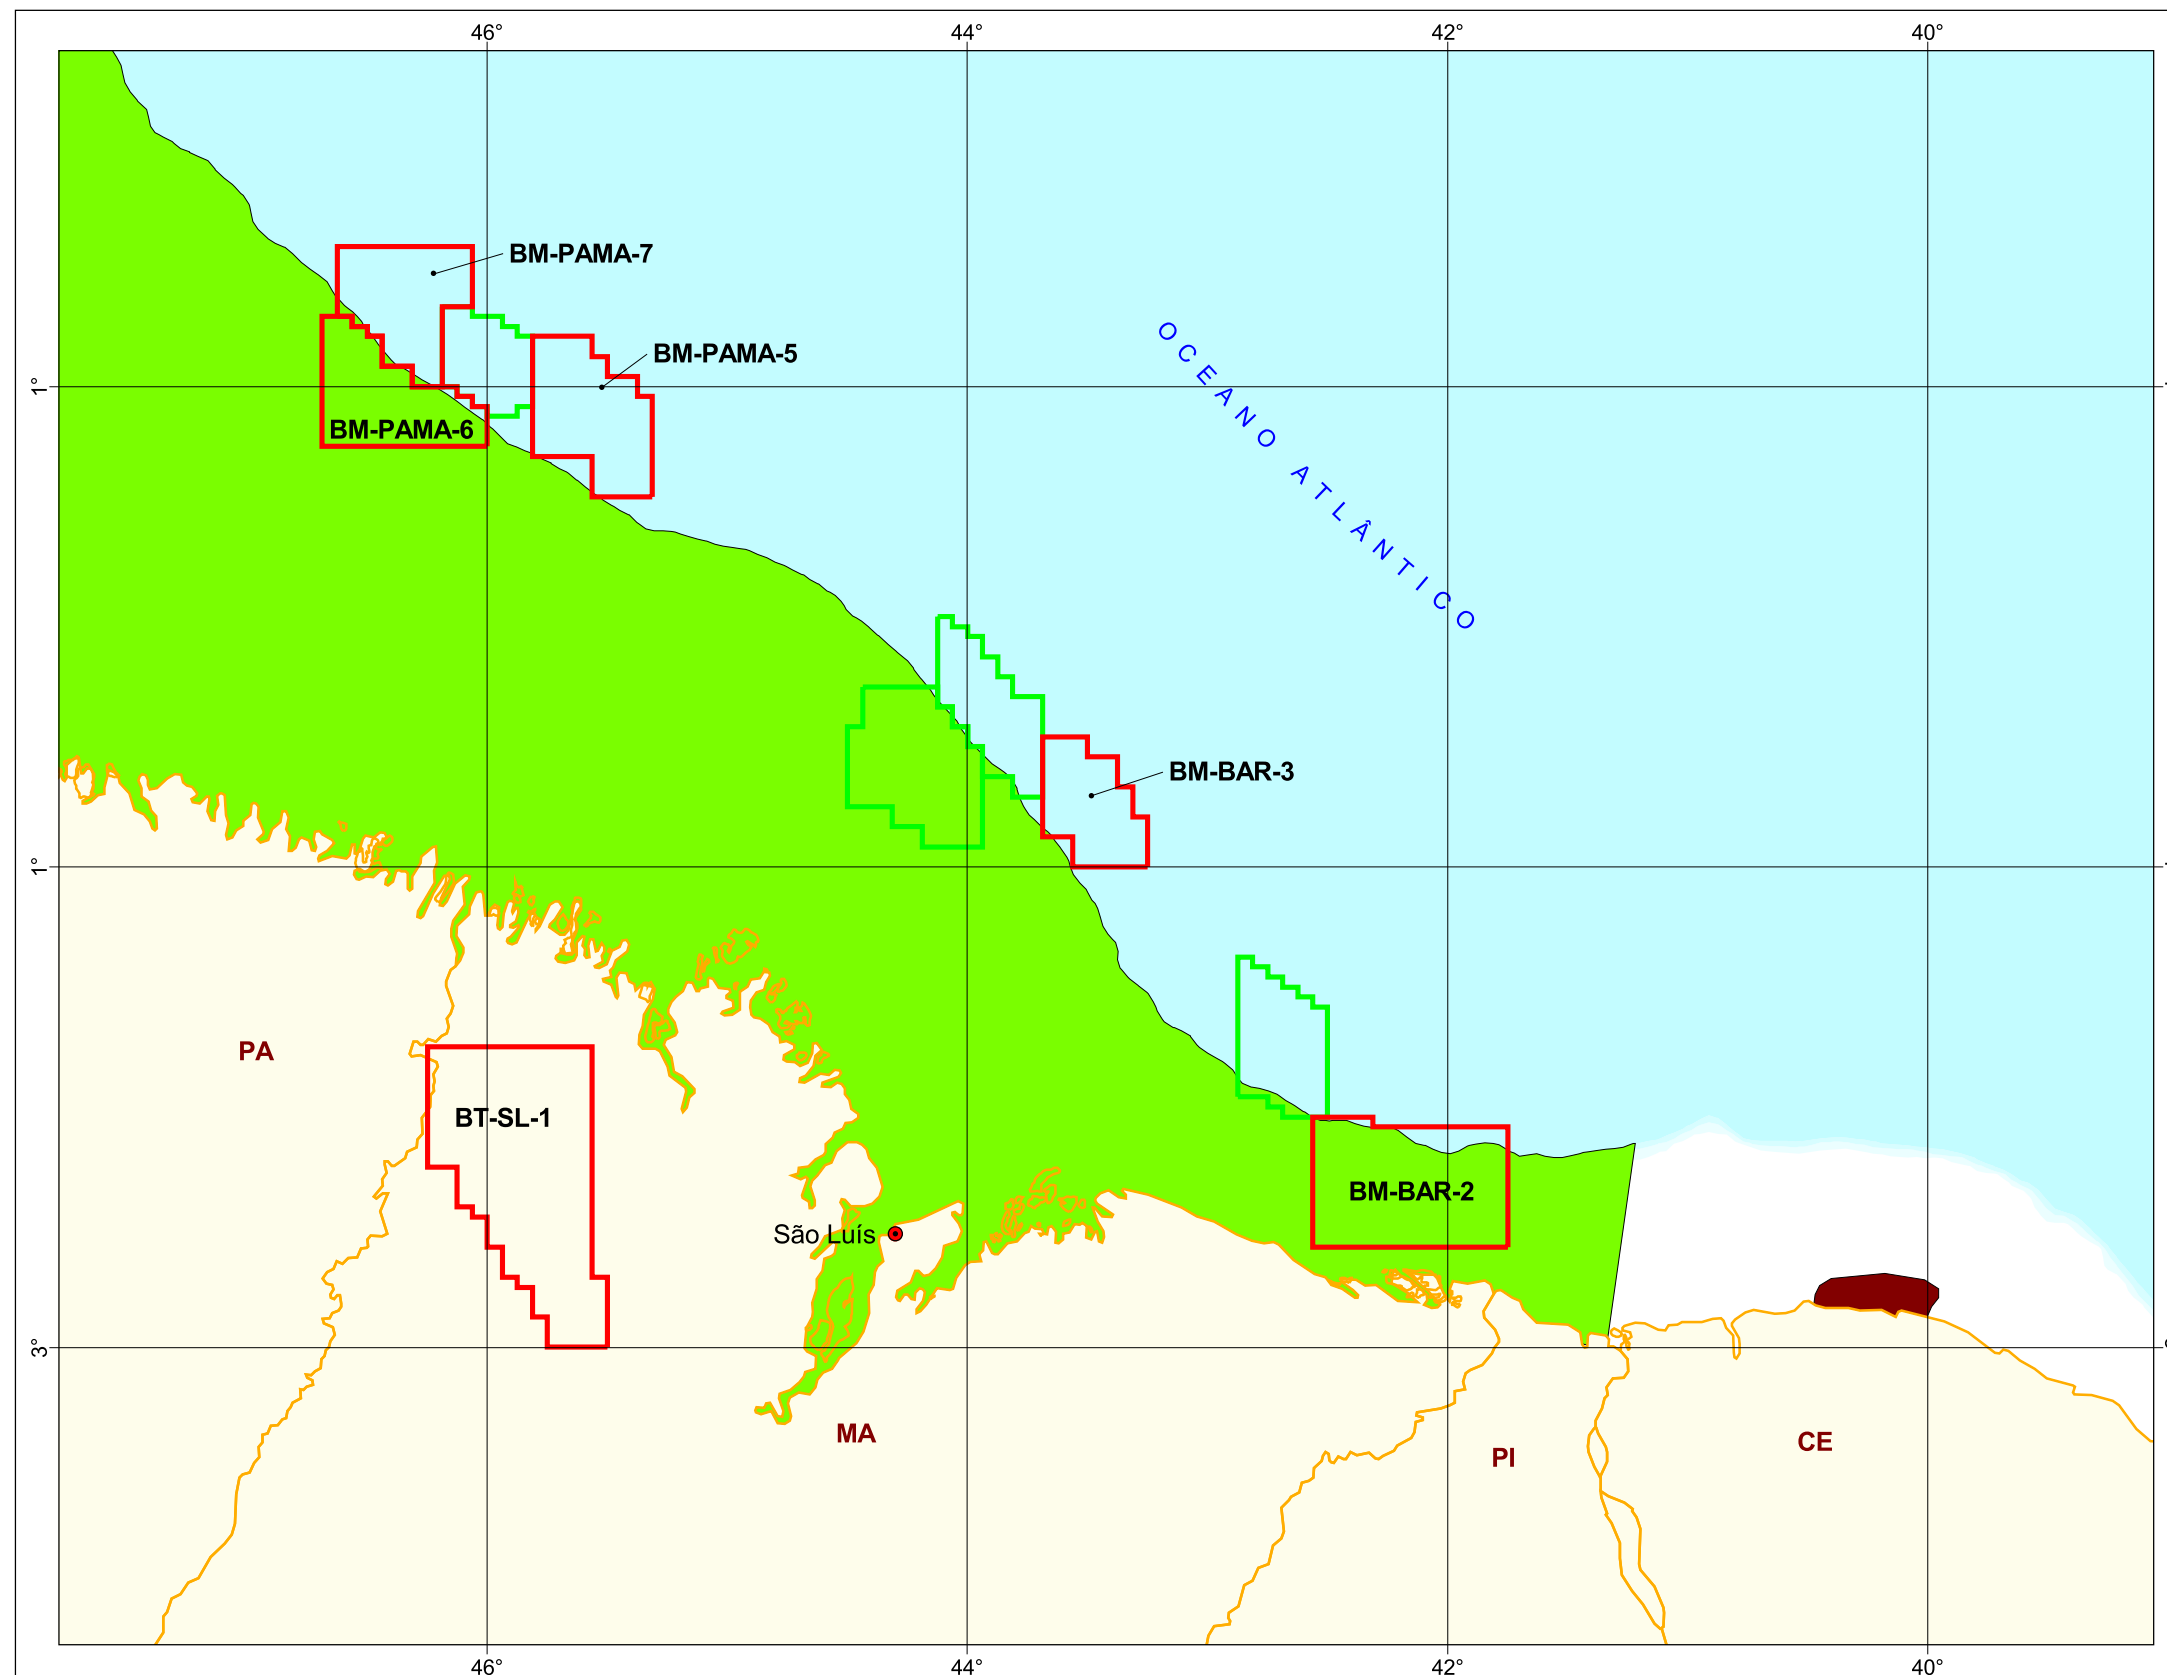 46° 44° 42° 40°
BM-PAMA-7
BM-PAMA-5
1°
BM-PAMA-6
OCEANO ATLÂNTICO
BM-BAR-3
1°
PA
BT-SL-1
BM-BAR-2
São Luís
3°
MA
CE
PI
46° 44° 42° 40°